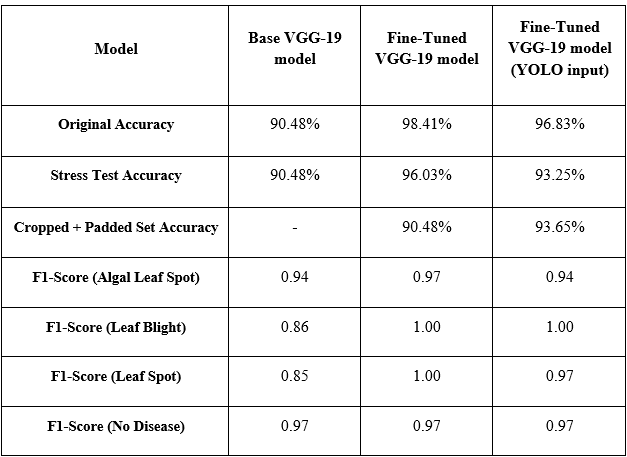 Model Base VGG-19 model Fine-Tuned VGG-19 model Fine-Tuned VGG-19 model (YOLO input)
Original Accuracy 90.48% 98.41% 96.83%
Stress Test Accuracy 90.48% 96.03% 93.25%
Cropped + Padded Set Accuracy - 90.48% 93.65%
F1-Score (Algal Leaf Spot) 0.94 0.97 0.94
F1-Score (Leaf Blight) 0.86 1.00 1.00
F1-Score (Leaf Spot) 0.85 1.00 0.97
F1-Score (No Disease) 0.97 0.97 0.97